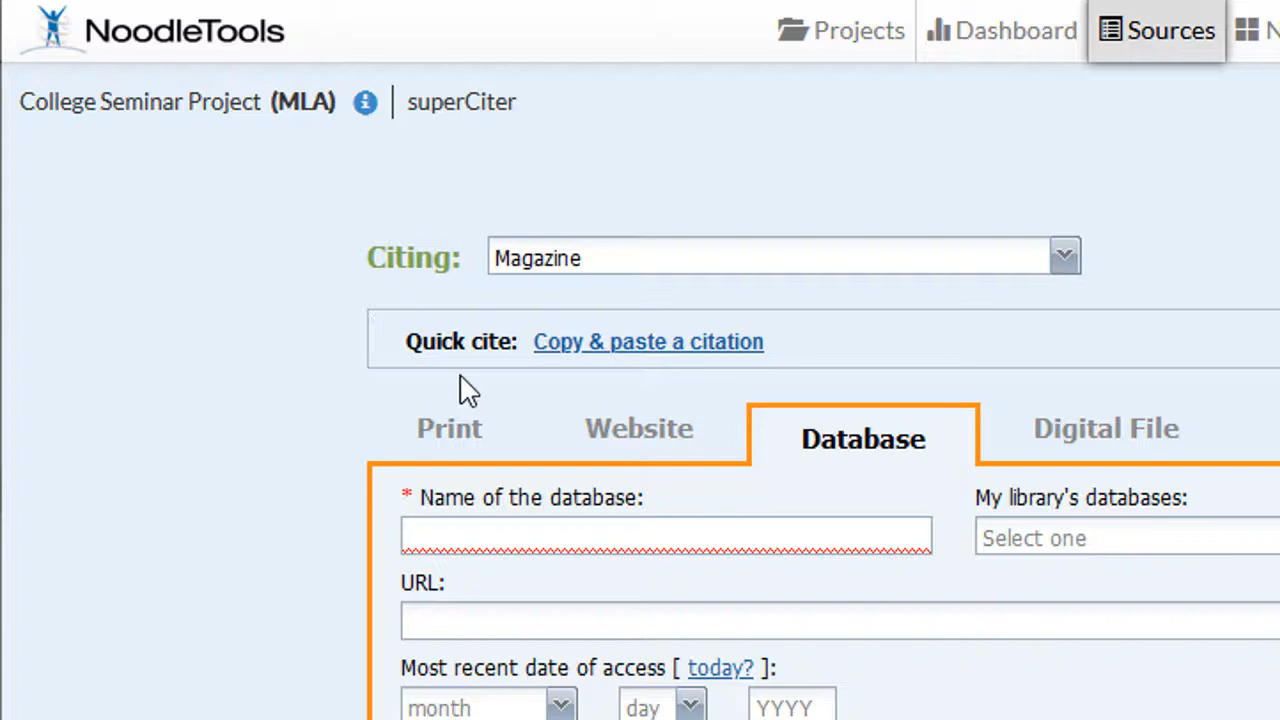 NoodleTools Projects Dashboard Sources N
College Seminar Project (MLA) i superCiter
Citing: Magazine
Quick cite: Copy & paste a citation
Print Website Database Digital File
* Name of the database: My library's databases:
Select one
URL:
Most recent date of access [ today? ]:
month day YYYY